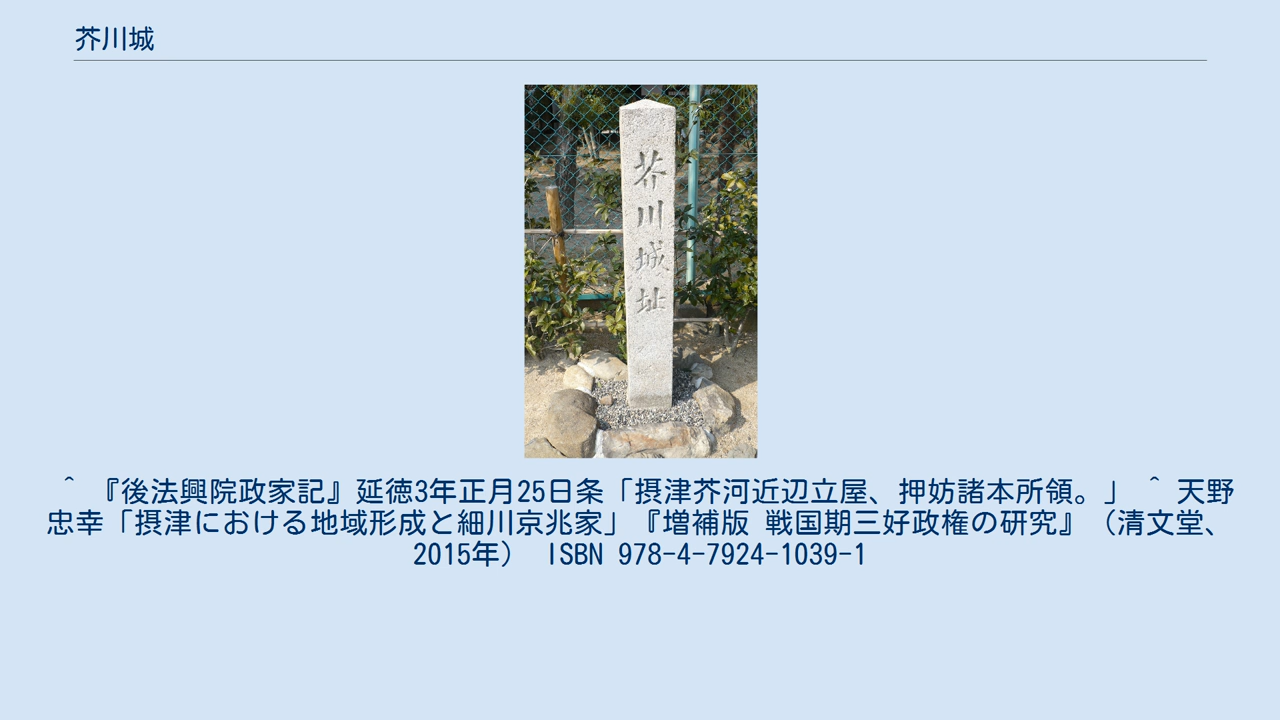 芥川城
芥川城址
^ 『後法興院政家記』延徳3年正月25日条「摂津芥河近辺立屋、押妨諸本所領。」 ^ 天野
忠幸「摂津における地域形成と細川京兆家」『増補版 戦国期三好政権の研究』（清文堂、
2015年） ISBN 978-4-7924-1039-1